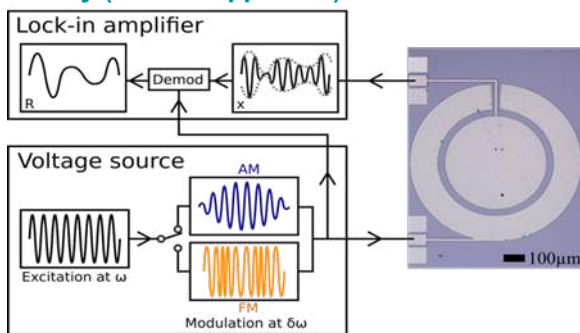 Lock-in amplifier
R
Demod
x
Voltage source
AM
Excitation at ω
FM
Modulation at δω
100μm